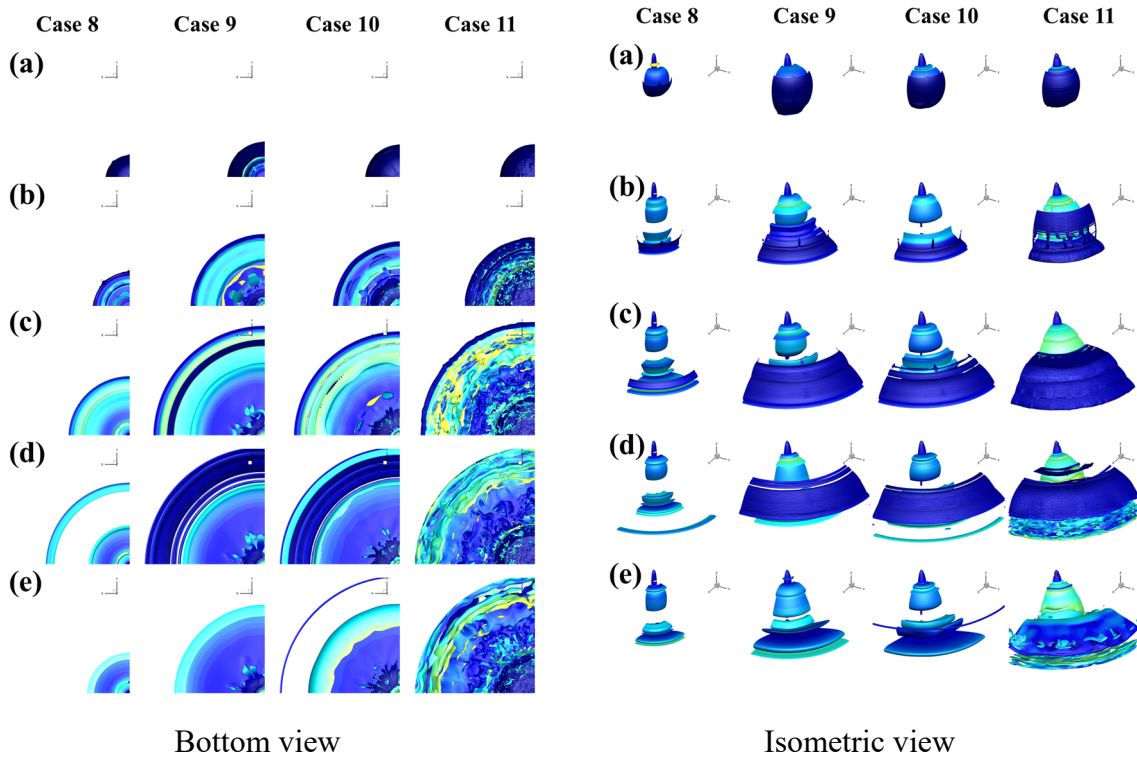 Case 8 Case 9 Case 10 Case 11
(a)
(b)
(c)
(d)
(e)
Bottom view
Case 8 Case 9 Case 10 Case 11
(a)
(b)
(c)
(d)
(e)
Isometric view